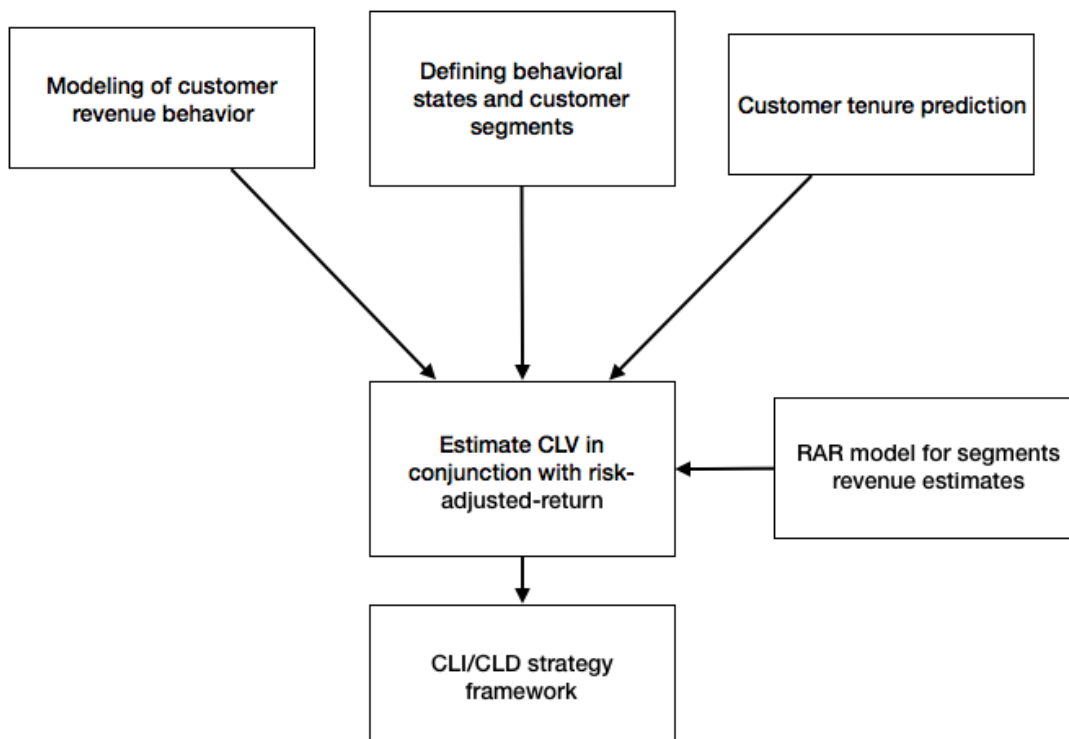 Modeling of customer
revenue behavior
Defining behavioral
states and customer
segments
Customer tenure prediction
Estimate CLV in
conjunction with risk-
adjusted-return
RAR model for segments
revenue estimates
CLI/CLD strategy
framework